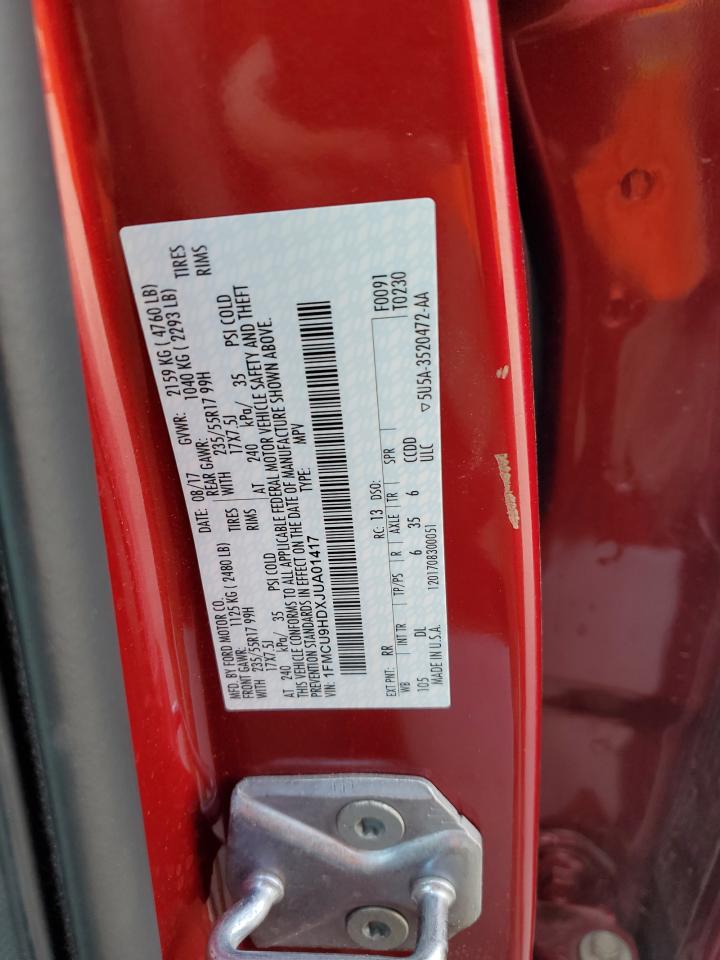 MFD. BY FORD MOTOR CO.
DATE: 08/17 GVWR: 2159 KG ( 4760 LB)
FRONT GAWR: 1125 KG ( 2480 LB) REAR GAWR: 1040 KG ( 2293 LB)
WITH 235/55R17 99H TIRES WITH 235/55R17 99H TIRES
17X7.5J RIMS 17X7.5J RIMS
AT 240 kPa/ 35 PSI COLD AT 240 kPa/ 35 PSI COLD
THIS VEHICLE CONFORMS TO ALL APPLICABLE FEDERAL MOTOR VEHICLE SAFETY AND THEFT
PREVENTION STANDARDS IN EFFECT ON THE DATE OF MANUFACTURE SHOWN ABOVE.
VIN: 1FMCU9HDXJUA01417 TYPE: MPV
EXT PNT: RR RC: 13 DSO: F0091
WB INT TR TP/PS R AXLE TR SPR T0230
105 DL 6 35 6 CCDD
MADE IN U.S.A. 1201708300051 ULC ▽5U5A-3520472-AA